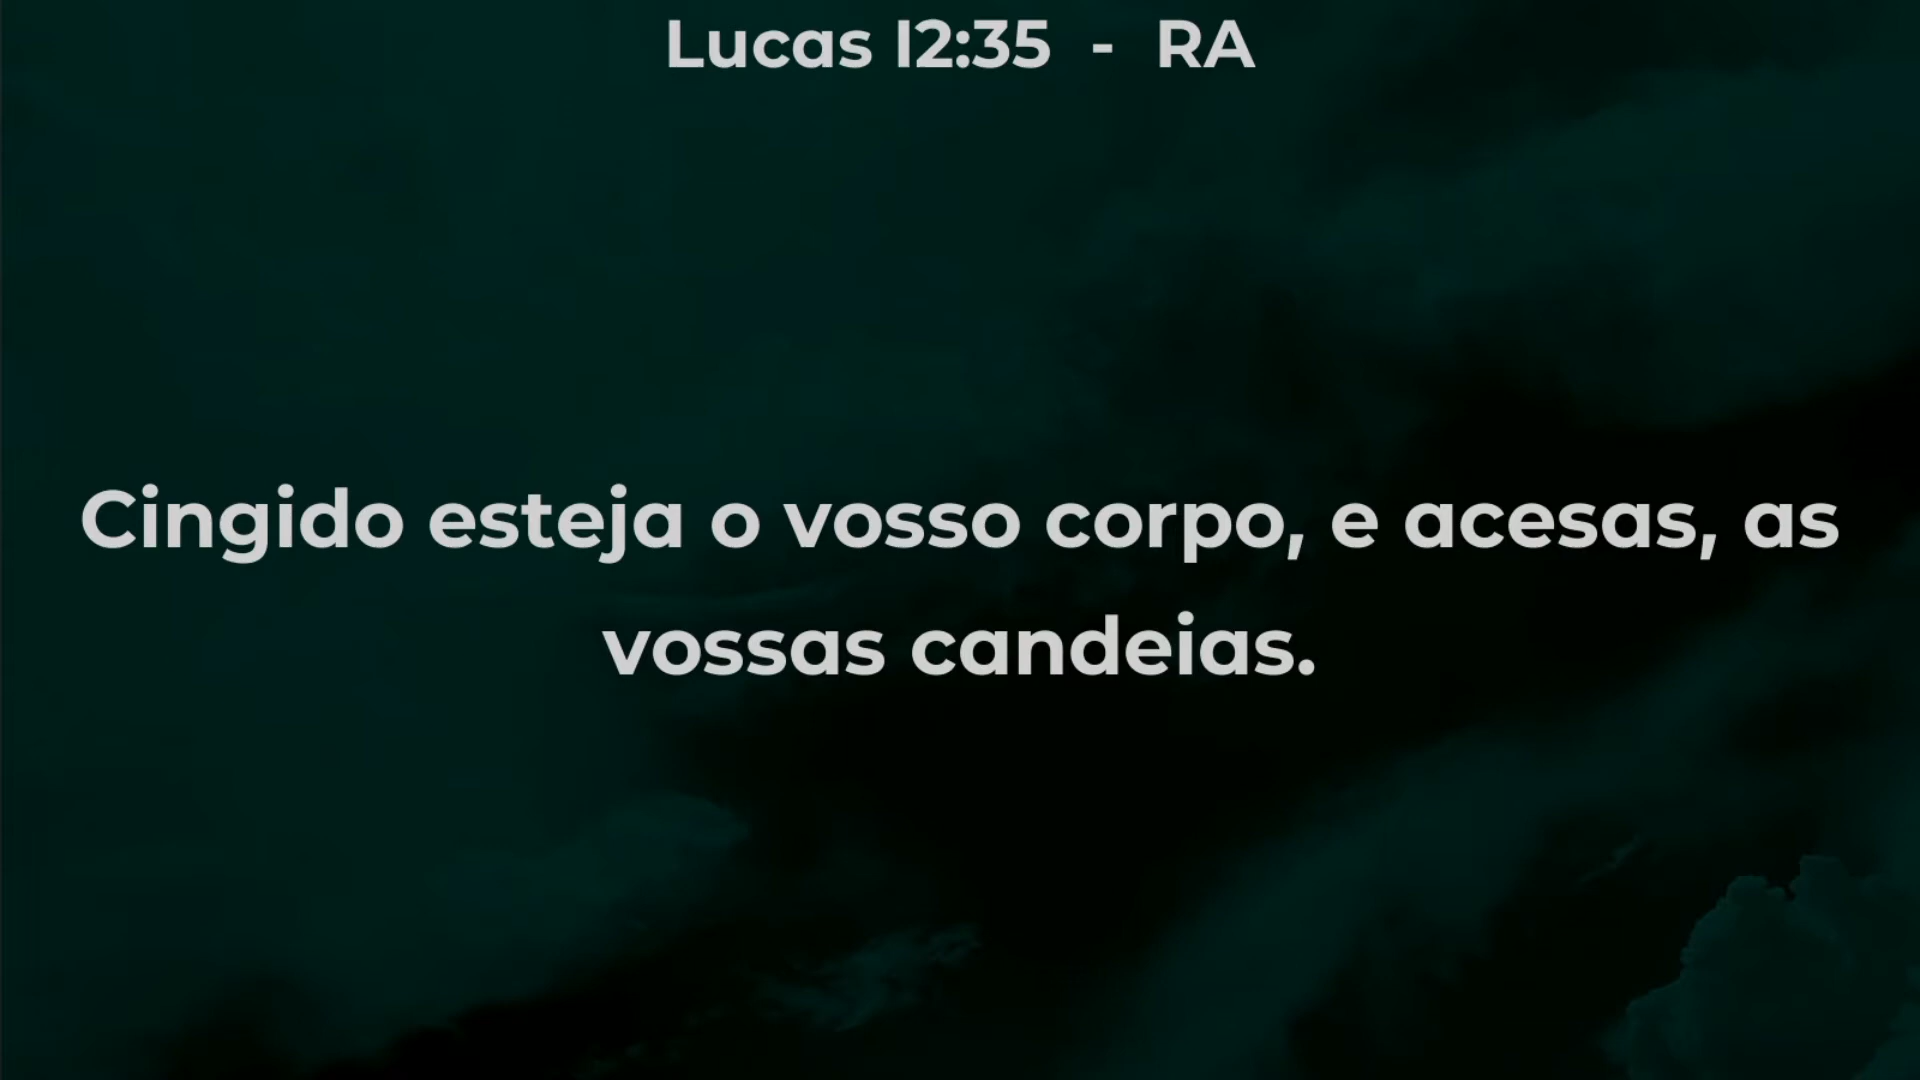 Lucas 12:35 - RA
Cingido esteja o vosso corpo, e acesas, as
vossas candeias.